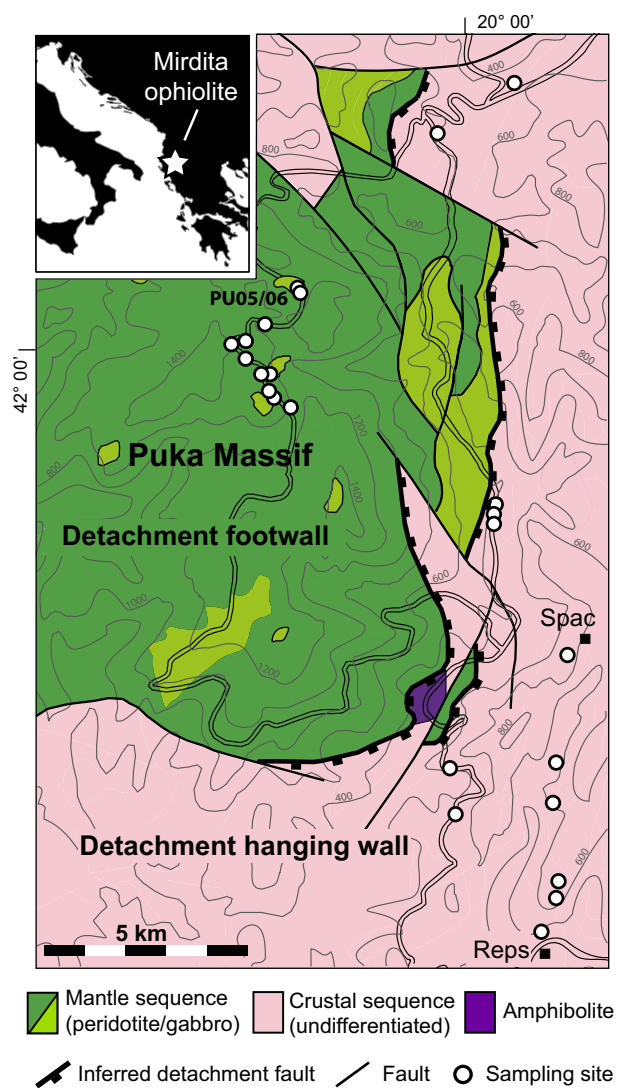 20° 00’
Mirdita
ophiolite
400
600
800
800
600
PU05/06
600
42° 00’
1400
800
1200
Puka Massif
800
1400
Detachment footwall
600
600
1000
Spac
1200
800
400
Detachment hanging wall
600
5 km
Reps
Mantle sequence
(peridotite/gabbro)
Crustal sequence
(undifferentiated)
Amphibolite
Inferred detachment fault
Fault
Sampling site